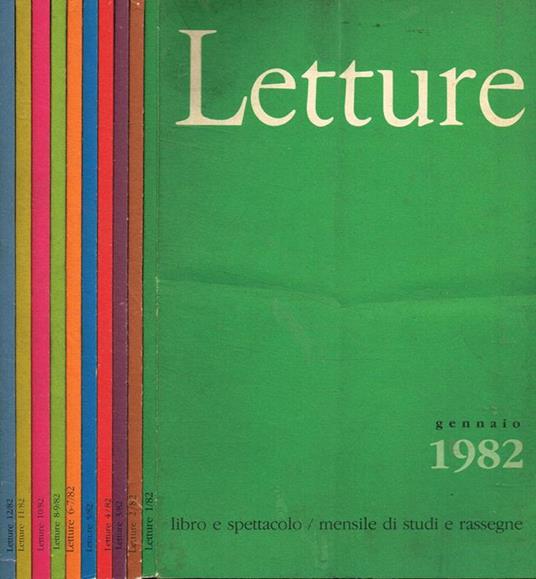 Letture
gennaio
1982
libro e spettacolo / mensile di studi e rassegne
Letture 12/82
Letture 11/82
Letture 10/82
Letture 8-9/82
Letture 6-7/82
Letture 5/82
Letture 4/82
Letture 3/82
Letture 2/82
Letture 1/82